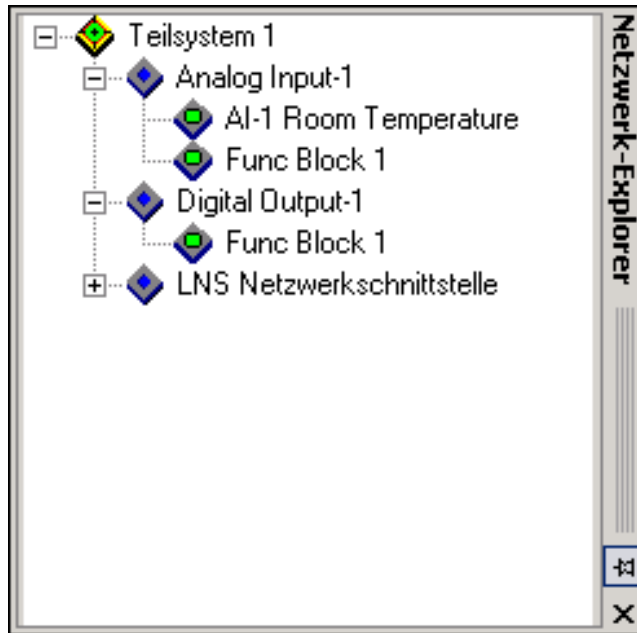 Teilsystem 1
Analog Input-1
AI-1 Room Temperature
Func Block 1
Digital Output-1
Func Block 1
LNS Netzwerkschnittstelle
Netzwerk-Explorer